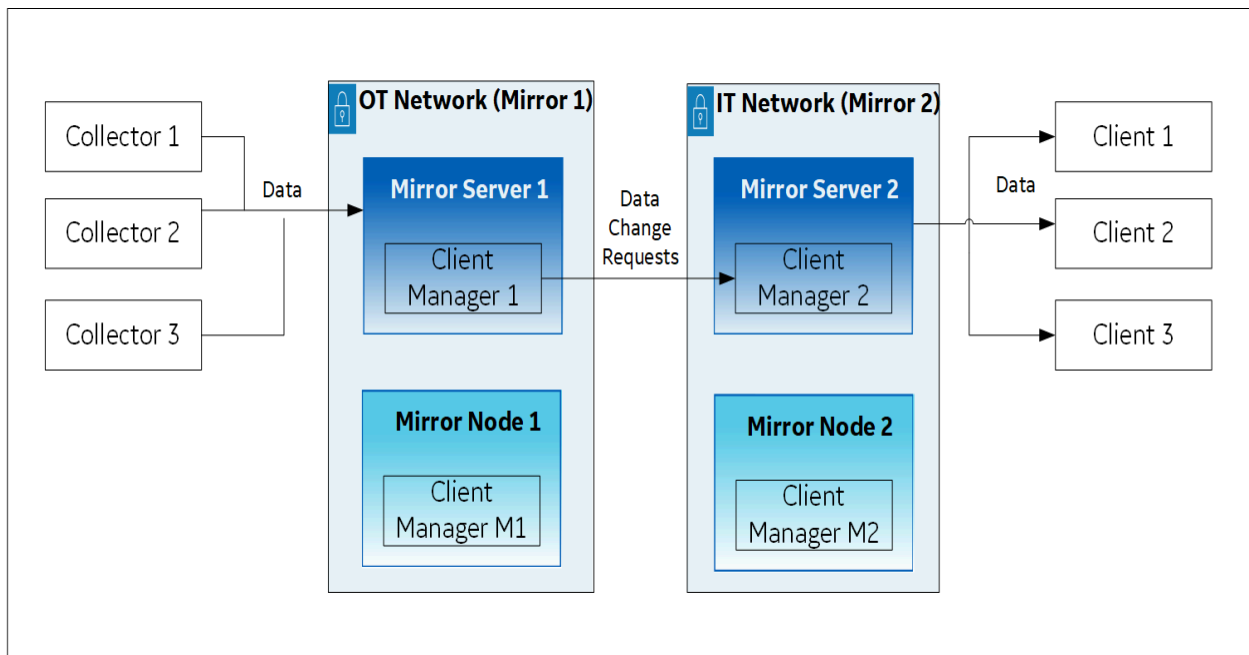 OT Network (Mirror 1)
IT Network (Mirror 2)
Collector 1
Collector 2
Collector 3
Data
Mirror Server 1
Client
Manager 1
Data
Change
Requests
Mirror Server 2
Client
Manager 2
Data
Client 1
Client 2
Client 3
Mirror Node 1
Client
Manager M1
Mirror Node 2
Client
Manager M2